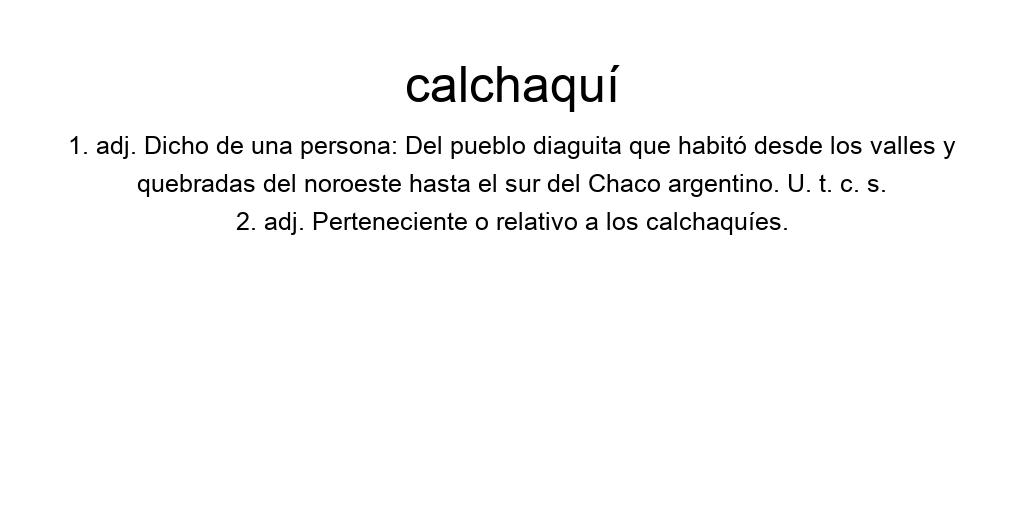 calchaquí
1. adj. Dicho de una persona: Del pueblo diaguita que habitó desde los valles y
quebradas del noroeste hasta el sur del Chaco argentino. U. t. c. s.
2. adj. Perteneciente o relativo a los calchaquíes.